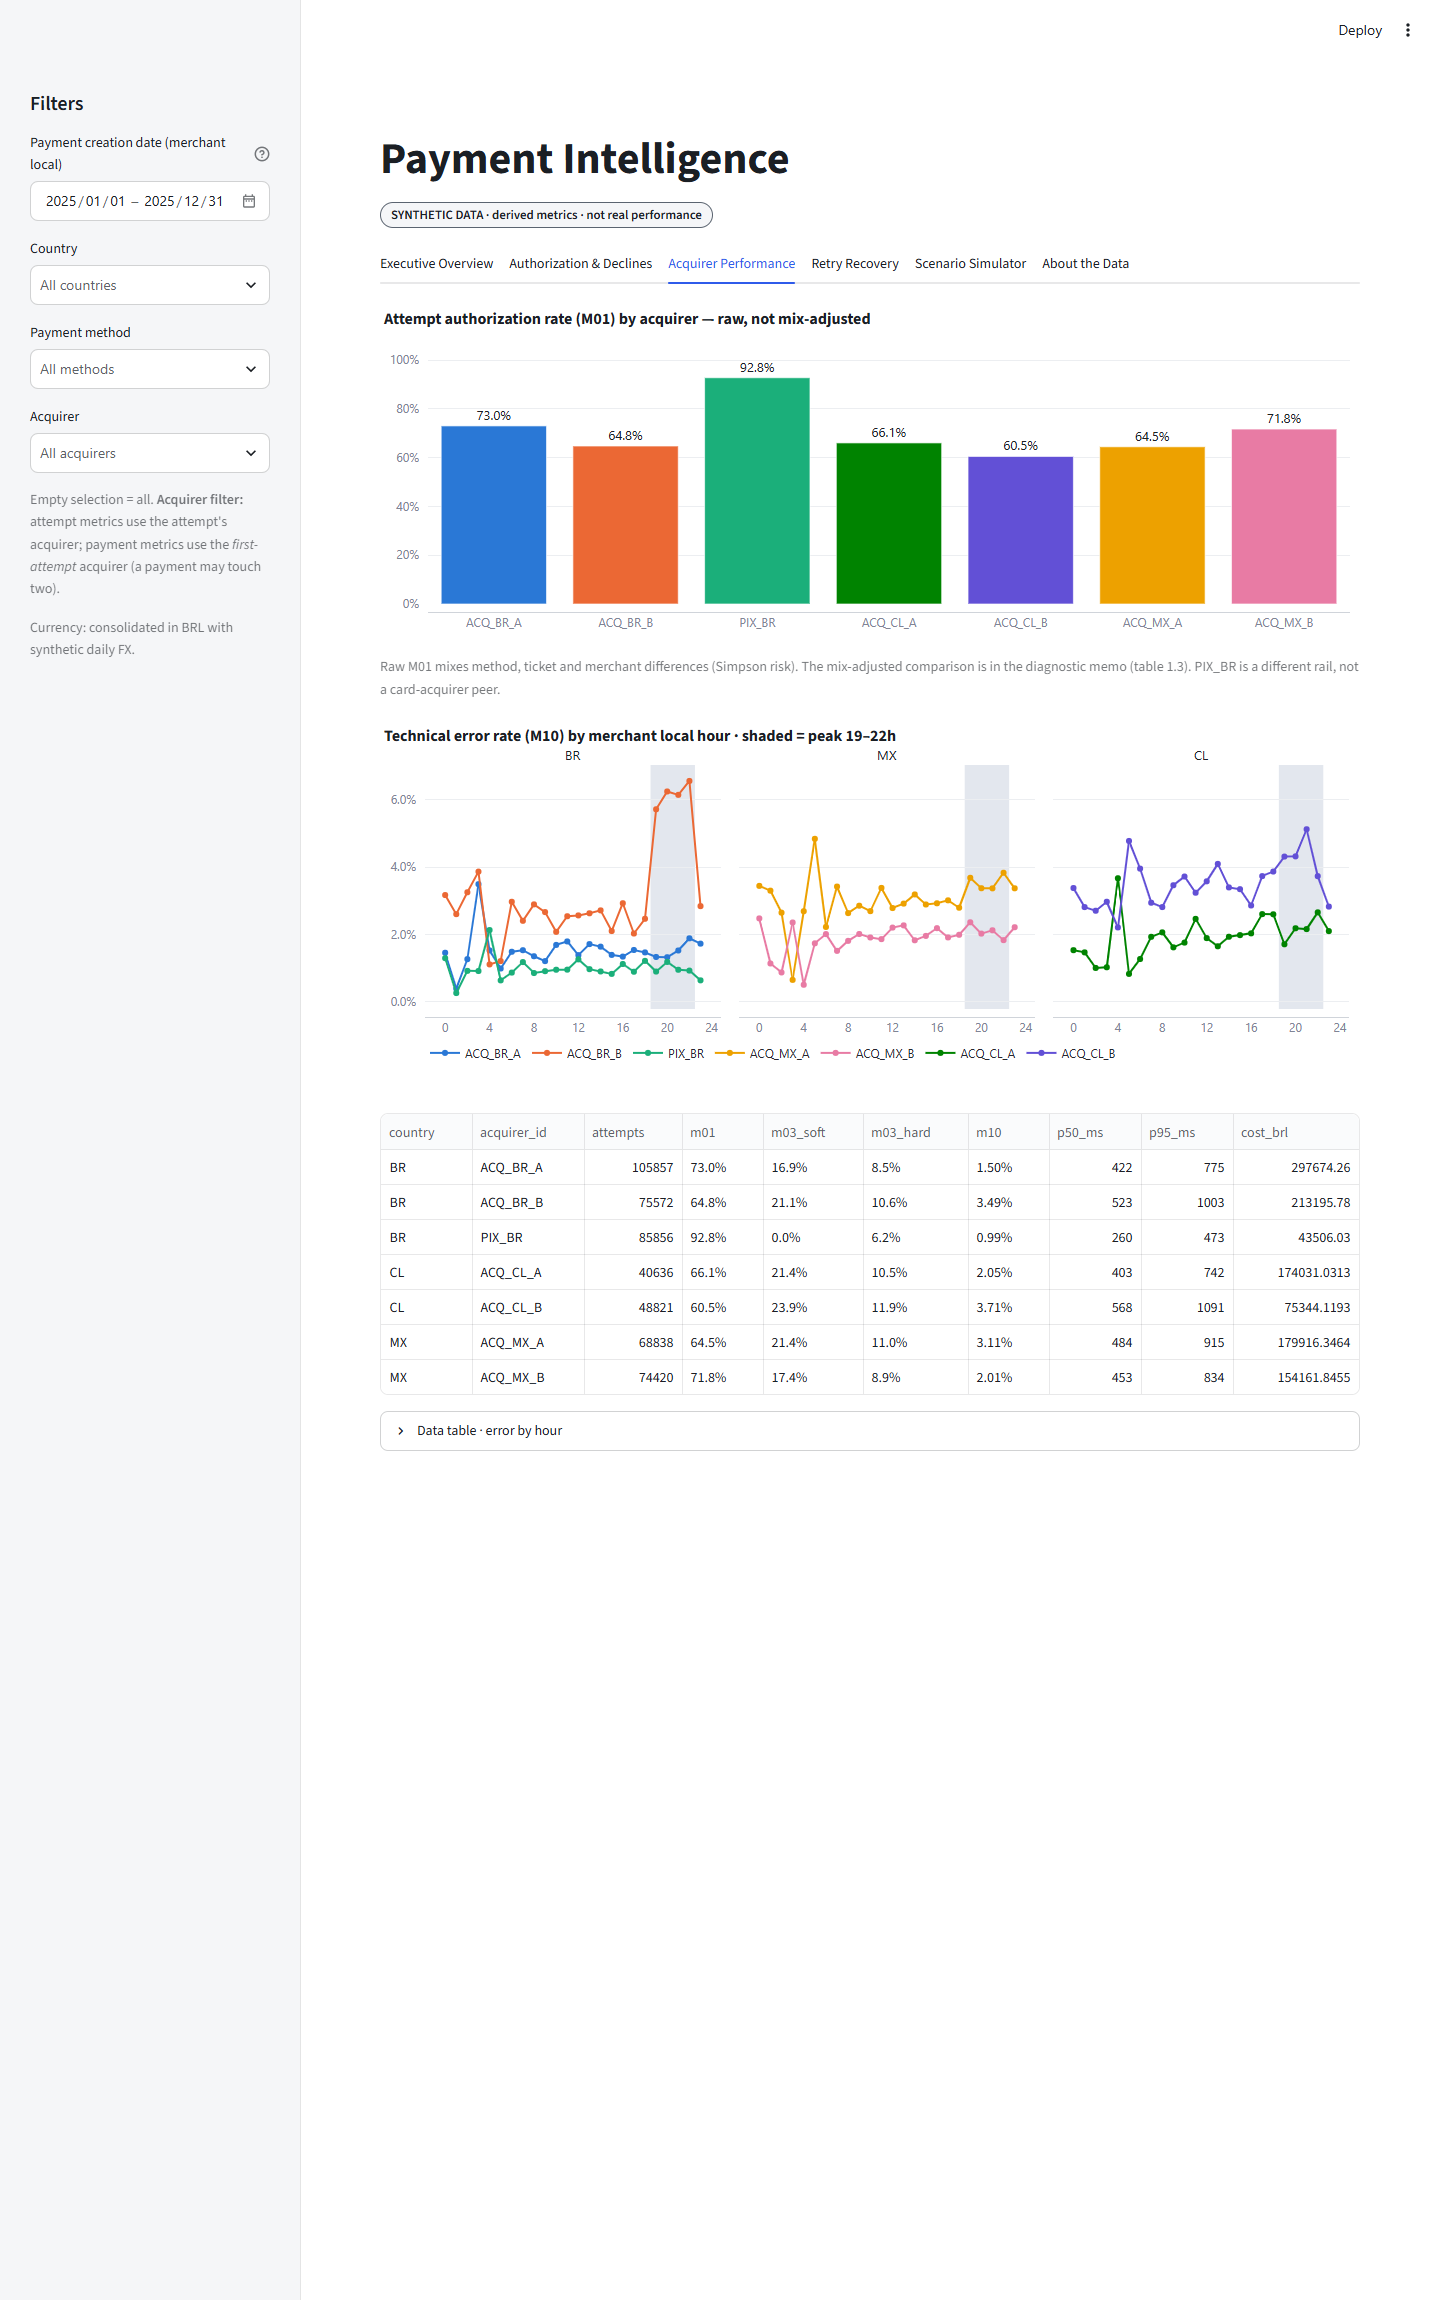 Deploy
Filters
Payment creation date (merchant
local)
2025/01/01 – 2025/12/31
Country
All countries
Payment method
All methods
Acquirer
All acquirers
Empty selection = all. Acquirer filter:
attempt metrics use the attempt's
acquirer; payment metrics use the first-
attempt acquirer (a payment may touch
two).
Currency: consolidated in BRL with
synthetic daily FX.
Payment Intelligence
SYNTHETIC DATA · derived metrics · not real performance
Executive Overview Authorization & Declines Acquirer Performance Retry Recovery Scenario Simulator About the Data
Attempt authorization rate (M01) by acquirer — raw, not mix-adjusted
100%
80%
60%
40%
20%
0%
73.0% 64.8% 92.8% 66.1% 60.5% 64.5% 71.8%
ACQ_BR_A ACQ_BR_B PIX_BR ACQ_CL_A ACQ_CL_B ACQ_MX_A ACQ_MX_B
Raw M01 mixes method, ticket and merchant differences (Simpson risk). The mix-adjusted comparison is in the diagnostic memo (table 1.3). PIX_BR is a different rail, not
a card-acquirer peer.
Technical error rate (M10) by merchant local hour · shaded = peak 19–22h
BR MX CL
6.0%
4.0%
2.0%
0.0%
0 4 8 12 16 20 24 0 4 8 12 16 20 24 0 4 8 12 16 20 24
ACQ_BR_A ACQ_BR_B PIX_BR ACQ_MX_A ACQ_MX_B ACQ_CL_A ACQ_CL_B
country acquirer_id attempts m01 m03_soft m03_hard m10 p50_ms p95_ms cost_brl
BR ACQ_BR_A 105857 73.0% 16.9% 8.5% 1.50% 422 775 297674.26
BR ACQ_BR_B 75572 64.8% 21.1% 10.6% 3.49% 523 1003 213195.78
BR PIX_BR 85856 92.8% 0.0% 6.2% 0.99% 260 473 43506.03
CL ACQ_CL_A 40636 66.1% 21.4% 10.5% 2.05% 403 742 174031.0313
CL ACQ_CL_B 48821 60.5% 23.9% 11.9% 3.71% 568 1091 75344.1193
MX ACQ_MX_A 68838 64.5% 21.4% 11.0% 3.11% 484 915 179916.3464
MX ACQ_MX_B 74420 71.8% 17.4% 8.9% 2.01% 453 834 154161.8455
Data table · error by hour